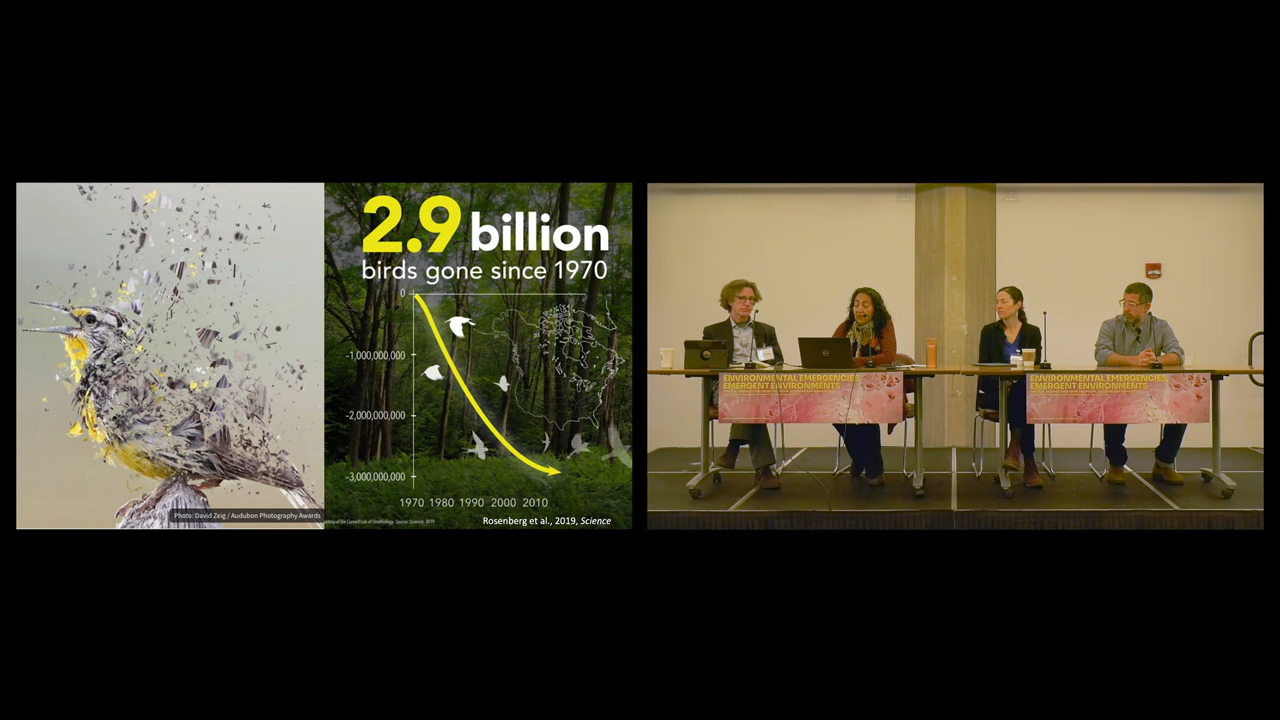 2.9 billion
birds gone since 1970
0
-1,000,000,000
-2,000,000,000
-3,000,000,000
1970 1980 1990 2000 2010
Photo: David Zeig / Audubon Photography Awards
Rosenberg et al., 2019, Science
ENVIRONMENTAL EMERGENCIES
EMERGENT ENVIRONMENTS
ENVIRONMENTAL EMERGENCIES
EMERGENT ENVIRONMENTS
DELL